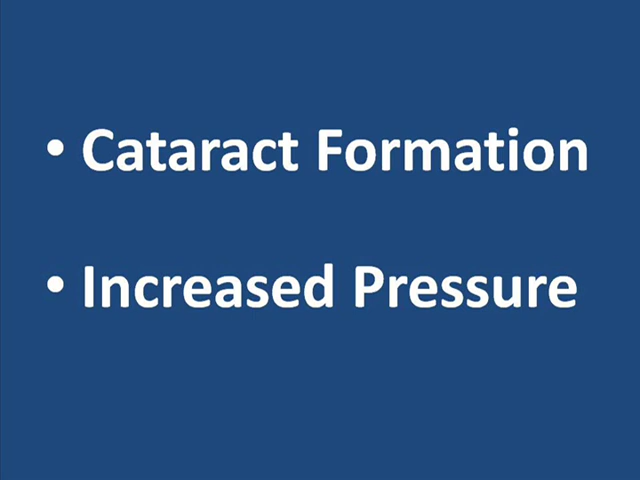 • Cataract Formation
• Increased Pressure